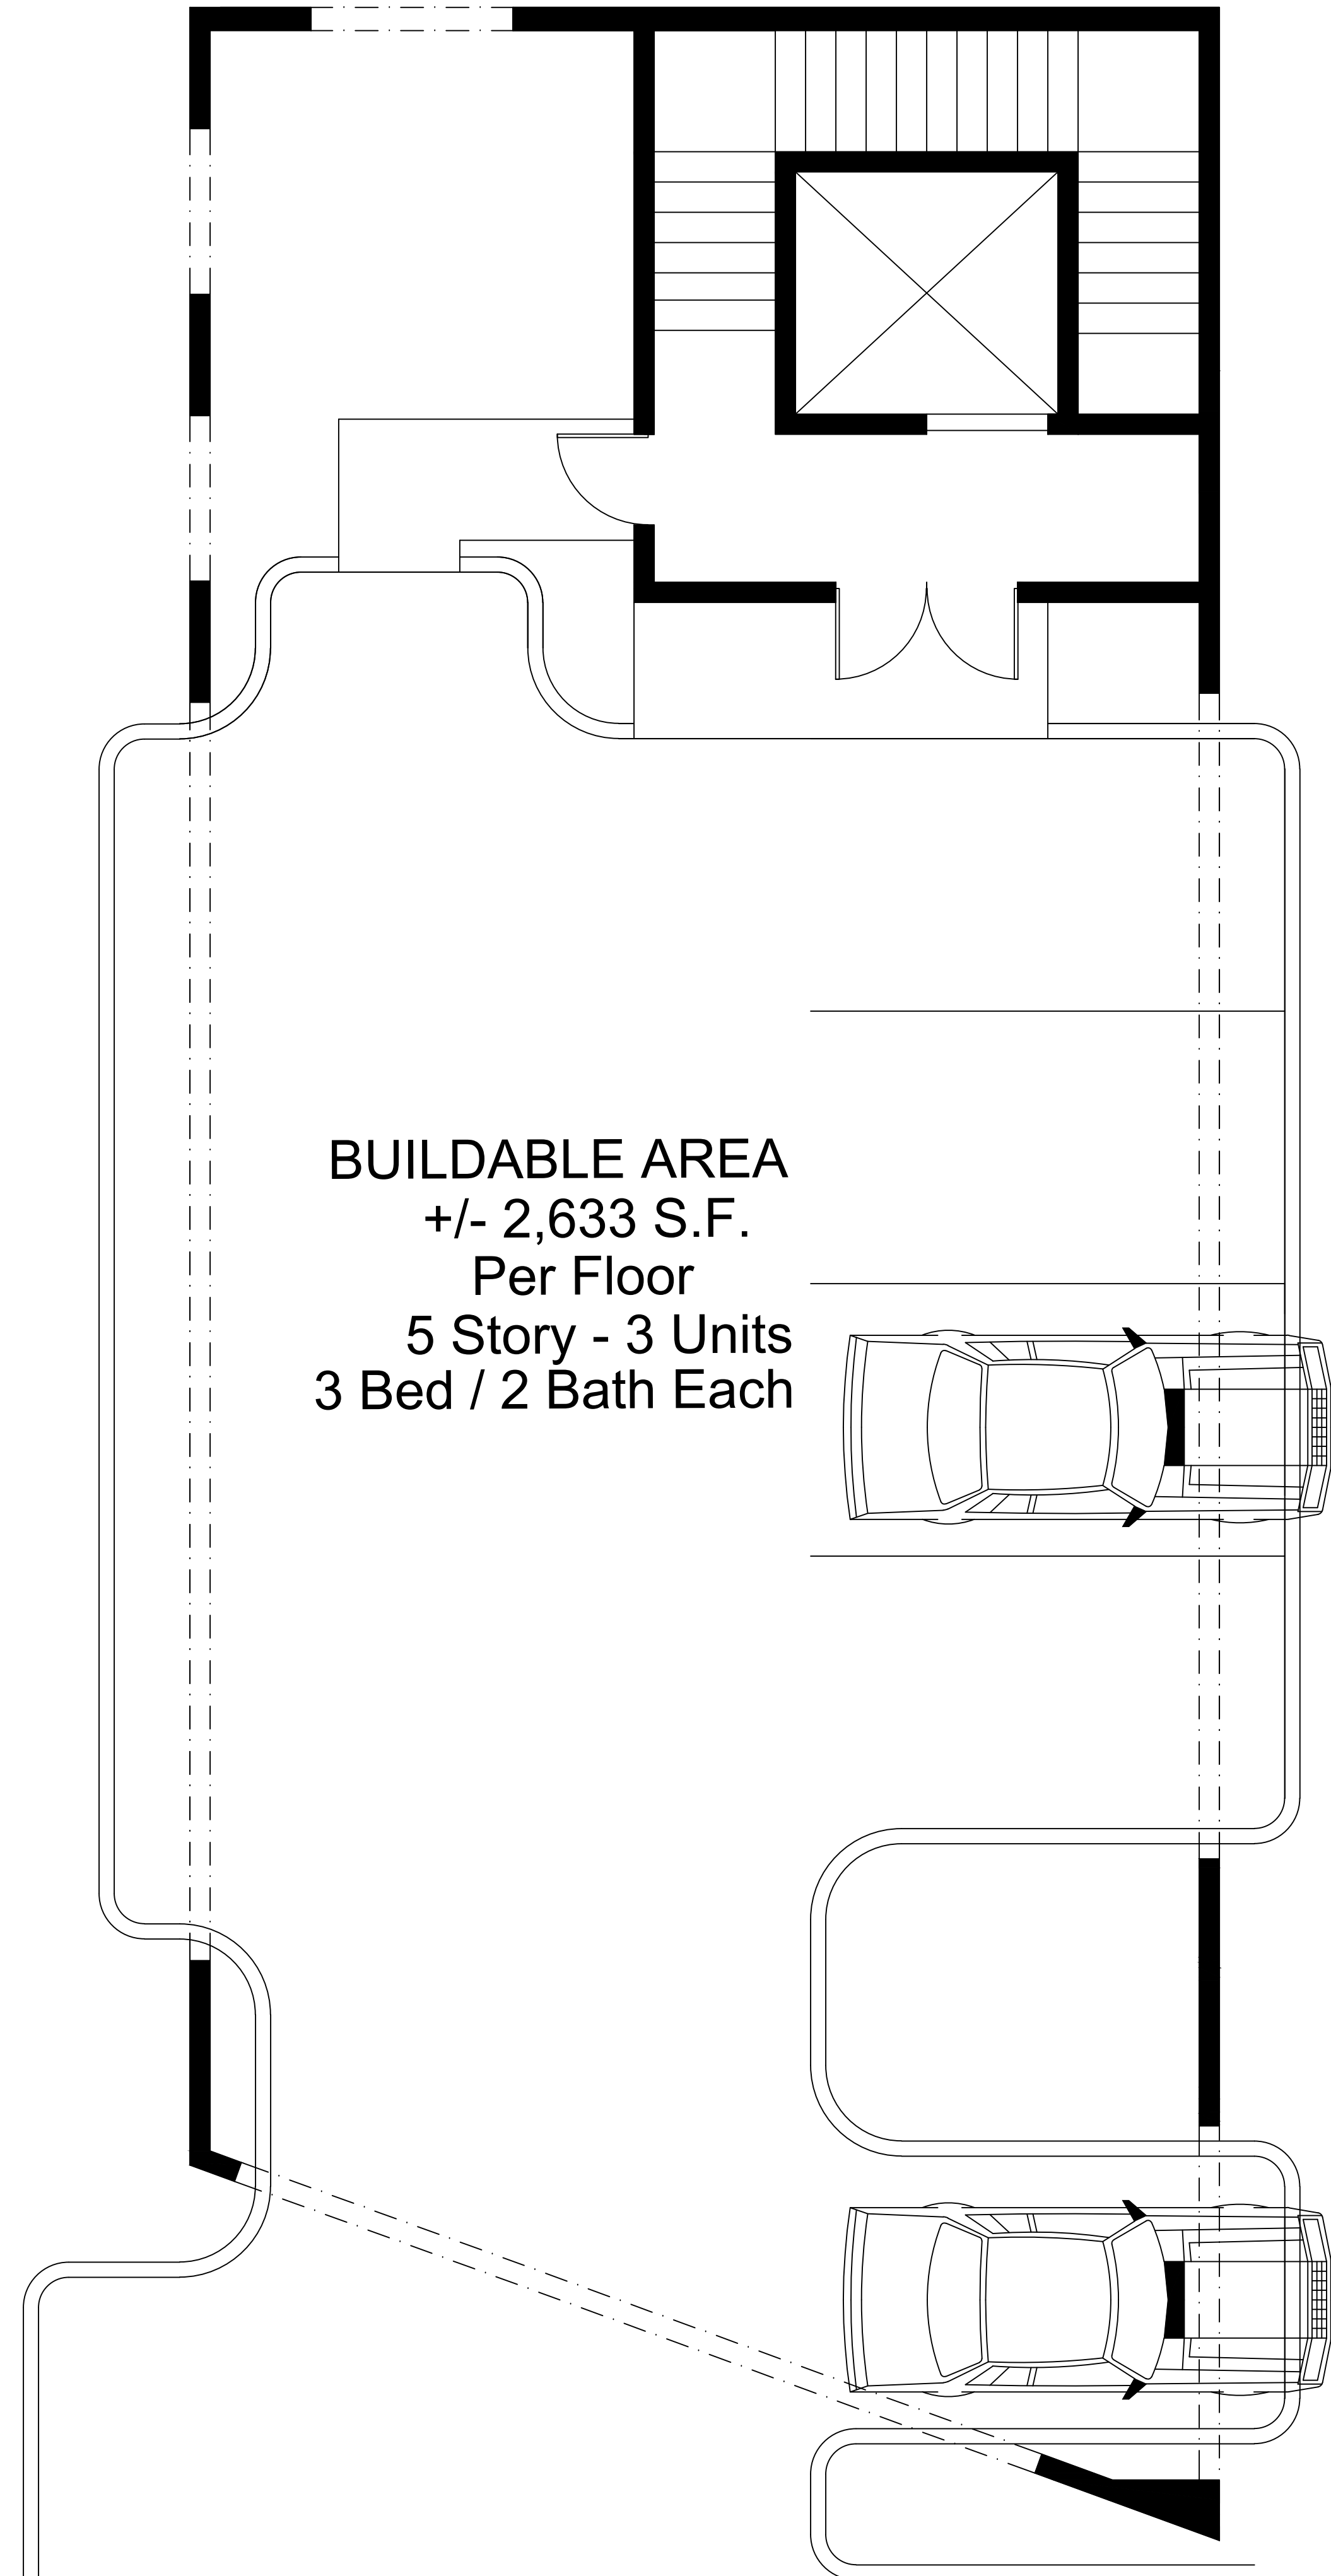 BUILDABLE AREA
+/- 2,633 S.F.
Per Floor
5 Story - 3 Units
3 Bed / 2 Bath Each